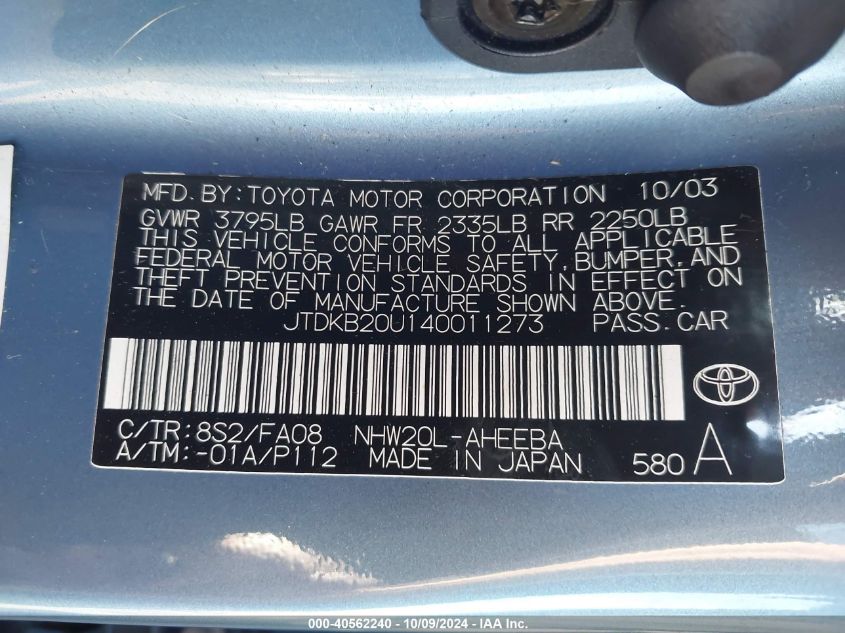 MFD. BY: TOYOTA MOTOR CORPORATION 10/03
GVWR 3795LB GAWR FR 2335LB RR 2250LB
THIS VEHICLE CONFORMS TO ALL APPLICABLE
FEDERAL MOTOR VEHICLE SAFETY, BUMPER, AND
THEFT PREVENTION STANDARDS IN EFFECT ON
THE DATE OF MANUFACTURE SHOWN ABOVE.
JTDKB20U140011273 PASS. CAR
C/TR: 8S2/FA08 NHW20L-AHEEBA
A/TM: -01A/P112 MADE IN JAPAN 580 A
000-40562240 - 10/09/2024 - IAA Inc.